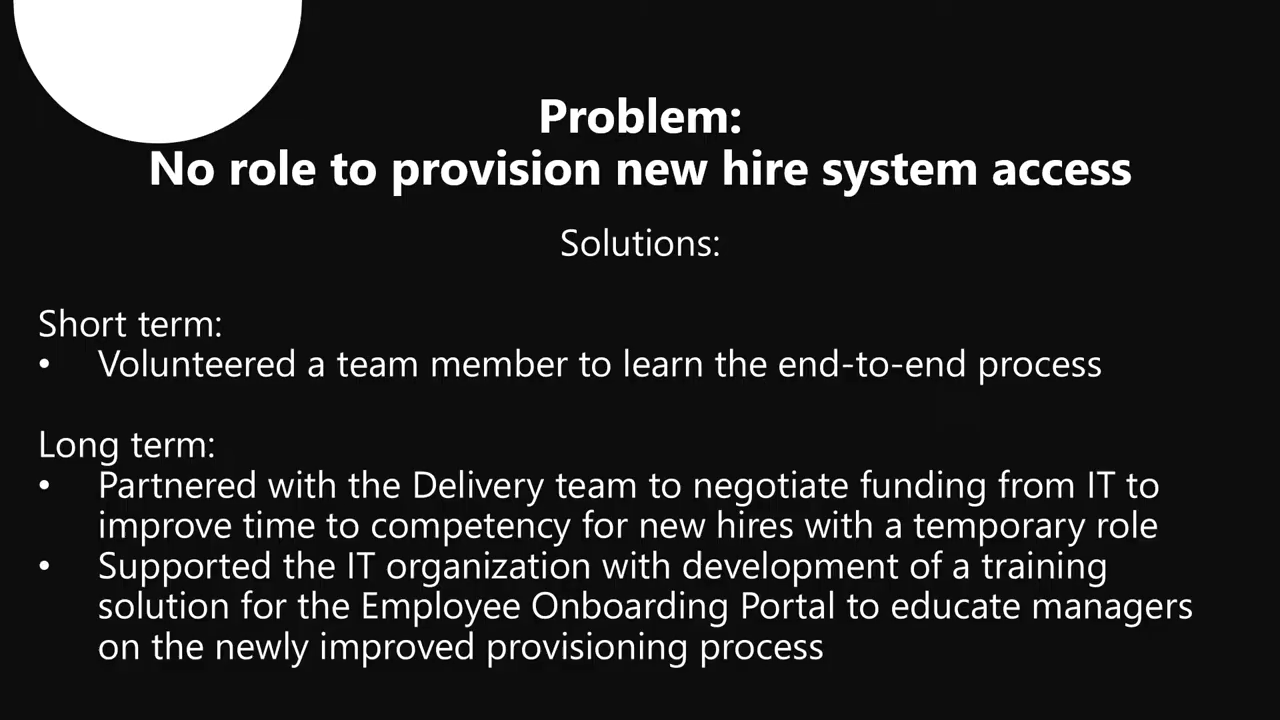 Problem:
No role to provision new hire system access
Solutions:
Short term:
• Volunteered a team member to learn the end-to-end process
Long term:
• Partnered with the Delivery team to negotiate funding from IT to
improve time to competency for new hires with a temporary role
• Supported the IT organization with development of a training
solution for the Employee Onboarding Portal to educate managers
on the newly improved provisioning process